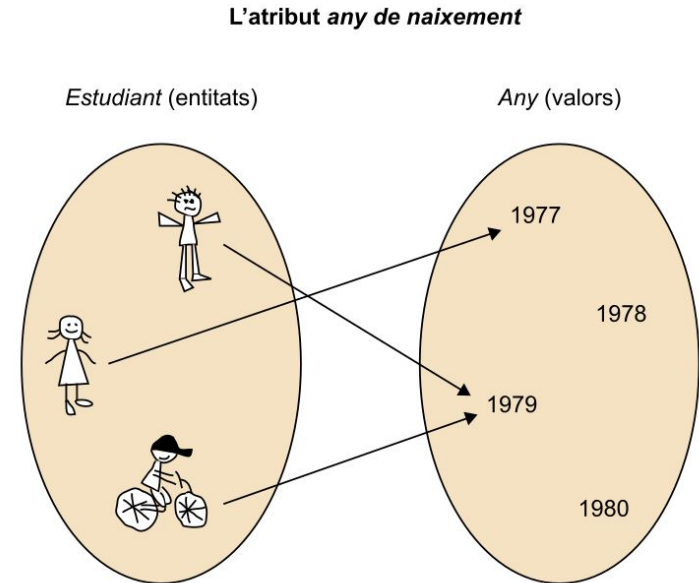 L’atribut any de naixement
Estudiant (entitats)
Any (valors)
1977
1978
1979
1980